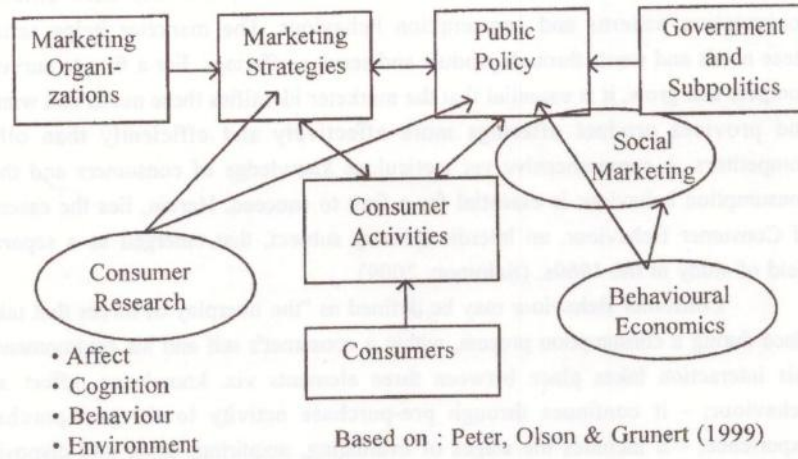 Marketing
Organi-
zations
Marketing
Strategies
Public
Policy
Government
and
Subpolitics
Social
Marketing
Consumer
Activities
Consumer
Research
Behavioural
Economics
Consumers
• Affect
• Cognition
• Behaviour
• Environment
Based on : Peter, Olson & Grunert (1999)